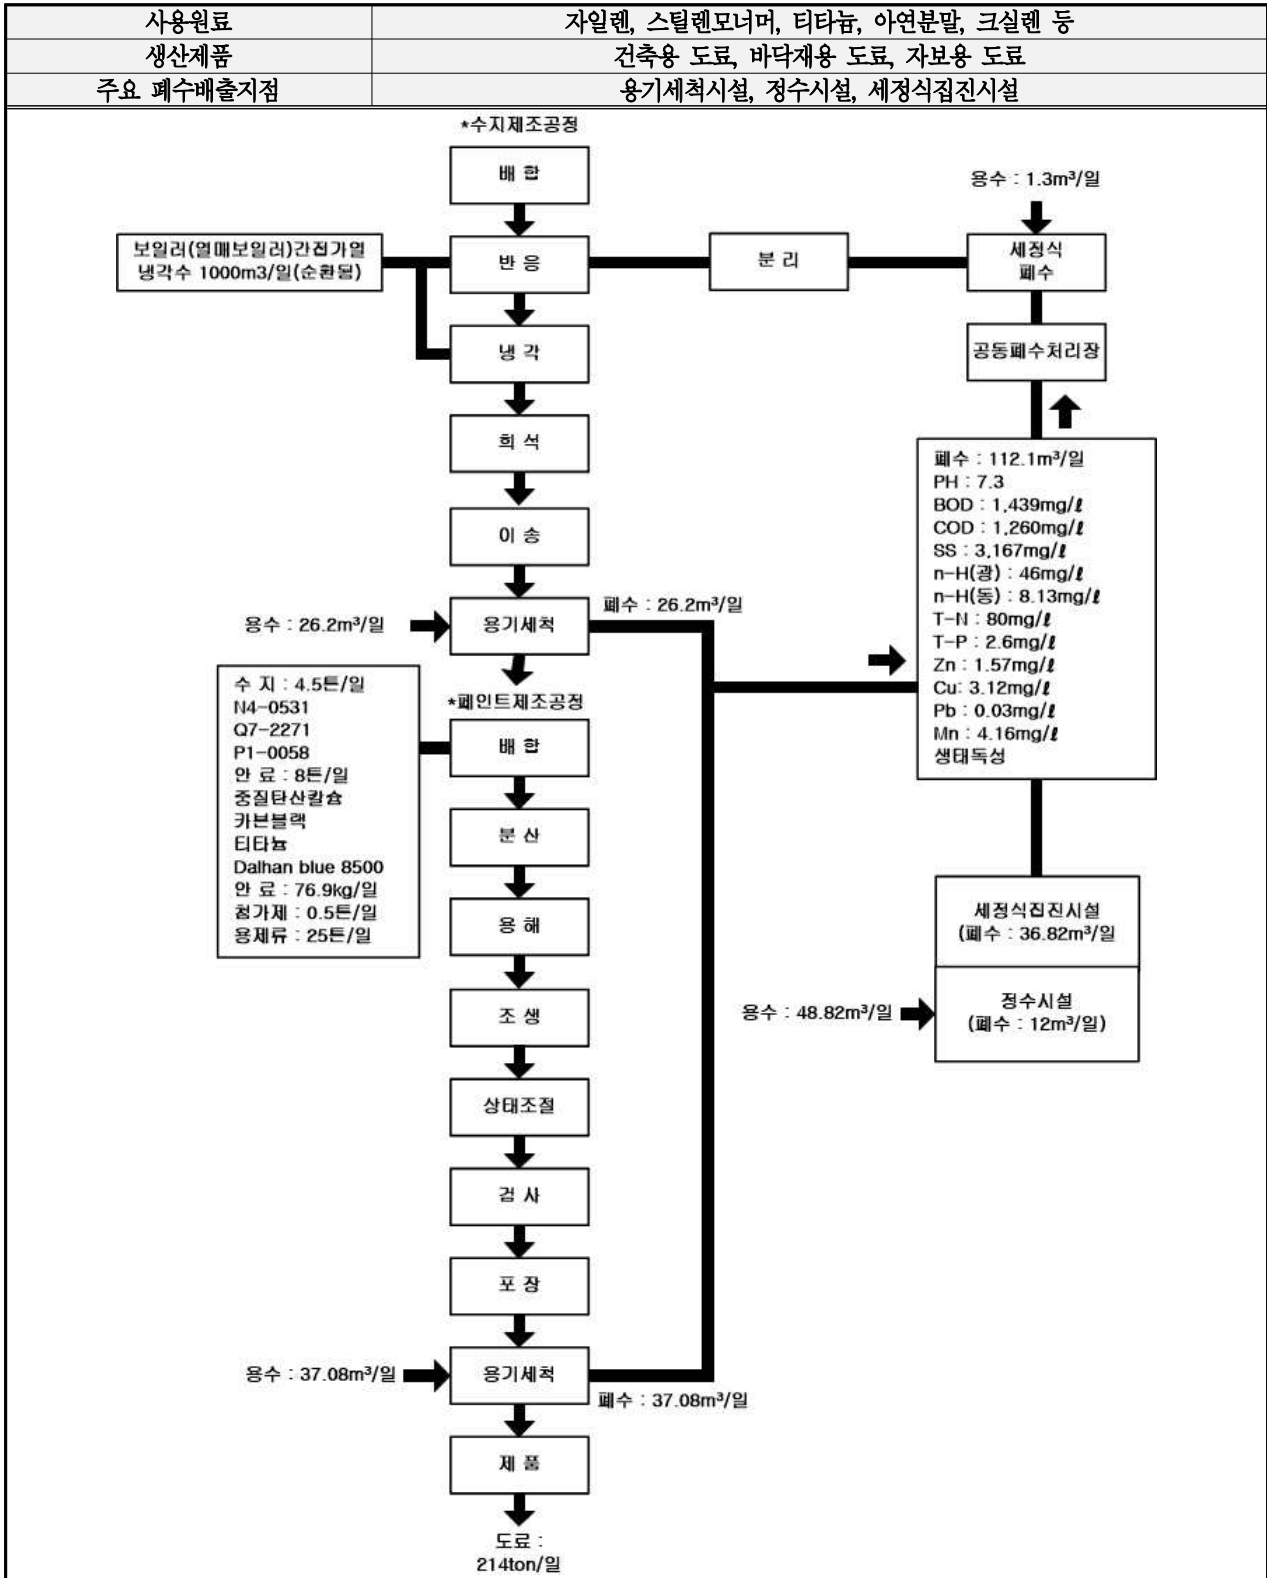 사용원료 자일렌, 스틸렌모너머, 티타늄, 아연분말, 크실렌 등
생산제품 건축용 도료, 바닥재용 도료, 자보용 도료
주요 폐수배출지점 용기세척시설, 정수시설, 세정식집진시설
*수지제조공정
배 합
용수 : 1.3m³/일
보일러(열매보일러)간접가열
냉각수 1000m3/일(순환됨)
반 응
분 리
세정식
폐수
냉 각
공동폐수처리장
희 석
이 송
용수 : 26.2m³/일
용기세척
폐수 : 26.2m³/일
폐수 : 112.1m³/일
PH : 7.3
BOD : 1,439mg/ℓ
COD : 1,260mg/ℓ
SS : 3,167mg/ℓ
n-H(광) : 46mg/ℓ
n-H(동) : 8.13mg/ℓ
T-N : 80mg/ℓ
T-P : 2.6mg/ℓ
Zn : 1.57mg/ℓ
Cu: 3.12mg/ℓ
Pb : 0.03mg/ℓ
Mn : 4.16mg/ℓ
생태독성
*페인트제조공정
수 지 : 4.5톤/일
N4-0531
Q7-2271
P1-0058
안 료 : 8톤/일
중질탄산칼슘
카본블랙
티타늄
Dalhan blue 8500
안 료 : 76.9kg/일
첨가제 : 0.5톤/일
용제류 : 25톤/일
배 합
분 산
용 해
조 생
상태조절
검 사
포 장
세정식집진시설
(폐수 : 36.82m³/일
용수 : 48.82m³/일
정수시설
(폐수 : 12m³/일)
용수 : 37.08m³/일
용기세척
폐수 : 37.08m³/일
제 품
도료 :
214ton/일